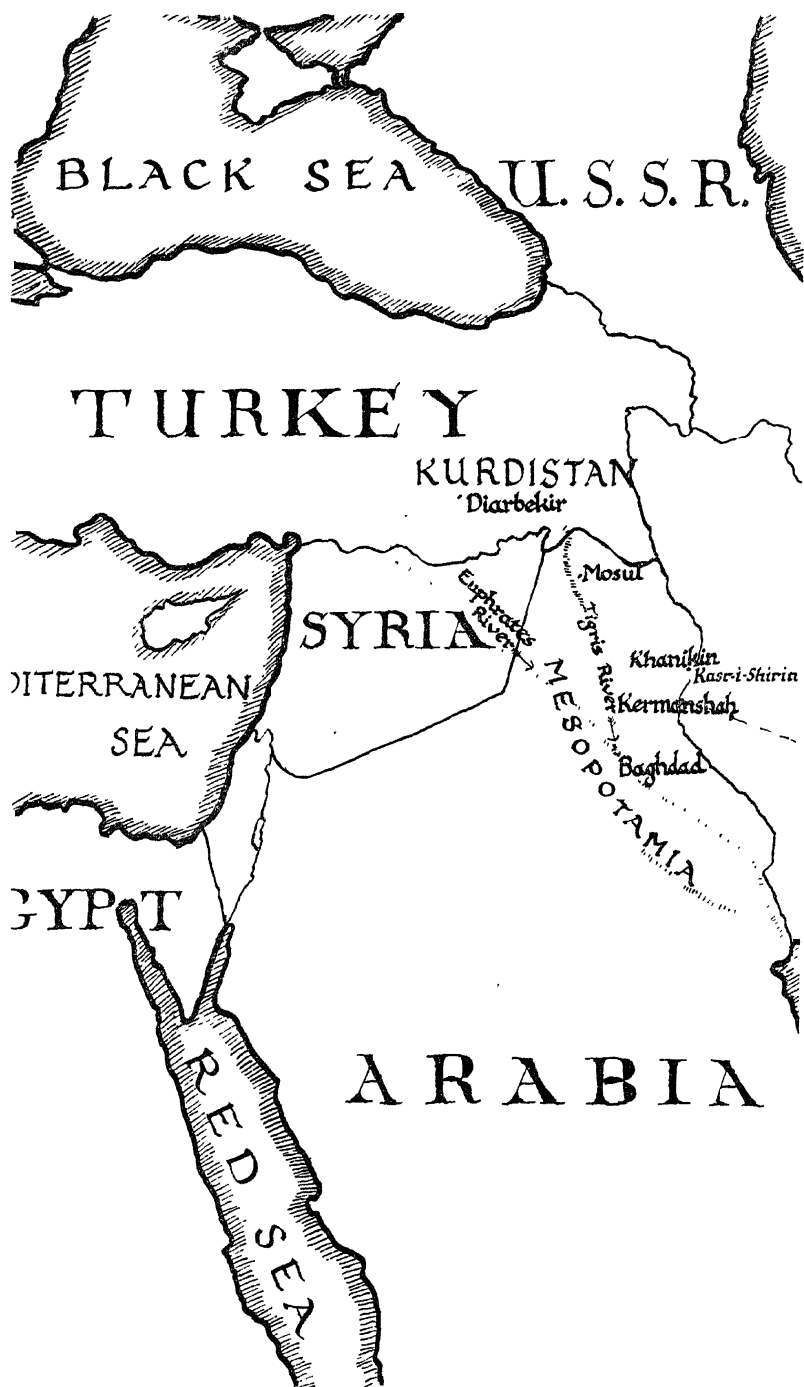 BLACK SEA
U.S.S.R.
TURKEY
KURDISTAN
Diarbekir
Mosul
Euphrates
River
SYRIA
Tigris River
Khanikin
Kasr-i-Shirin
DITERRANEAN
SEA
MESOPOTAMIA
Kermanshah
Baghdad
GYPT
ARABIA
RED SEA